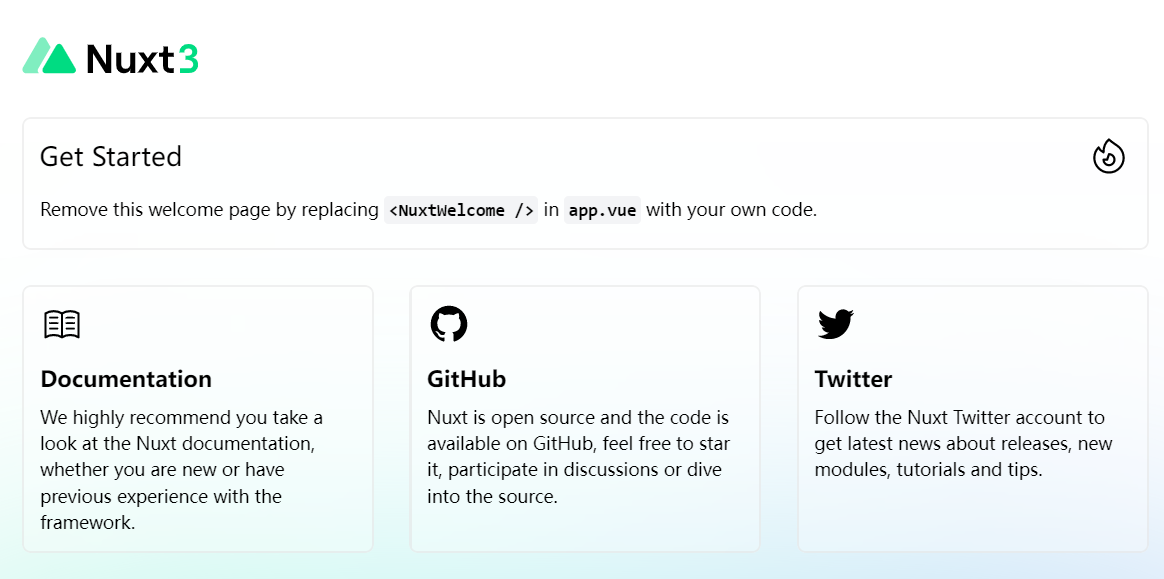 Nuxt3
Get Started
Remove this welcome page by replacing <NuxtWelcome /> in app.vue with your own code.
Documentation
We highly recommend you take a
look at the Nuxt documentation,
whether you are new or have
previous experience with the
framework.
GitHub
Nuxt is open source and the code is
available on GitHub, feel free to star
it, participate in discussions or dive
into the source.
Twitter
Follow the Nuxt Twitter account to
get latest news about releases, new
modules, tutorials and tips.